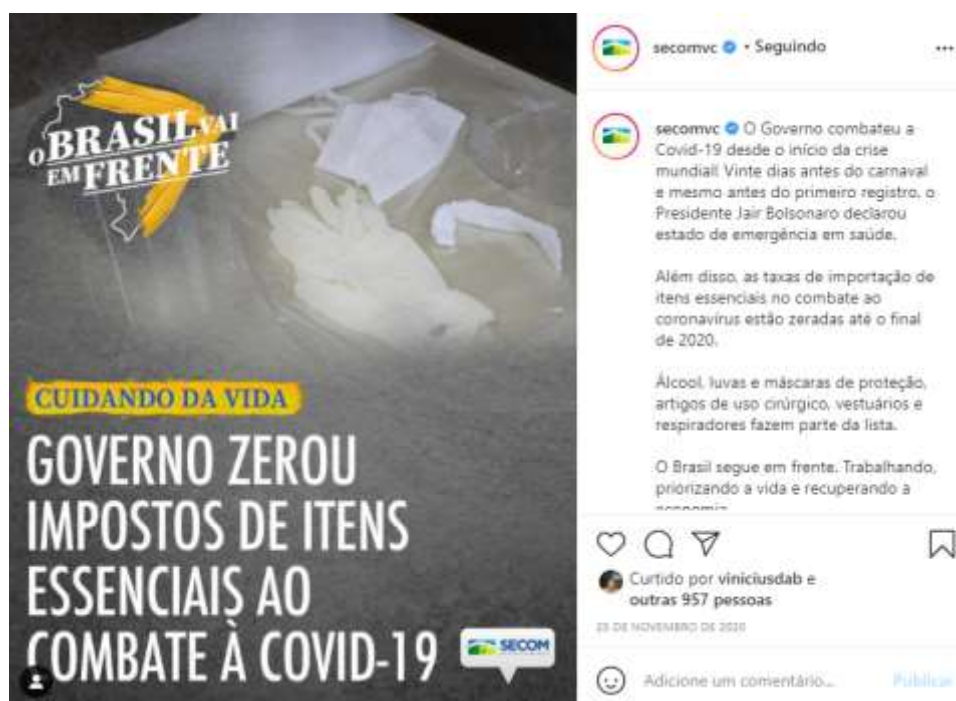 O BRASIL VAI
EM FRENTE
CUIDANDO DA VIDA
GOVERNO ZEROU
IMPOSTOS DE ITENS
ESSENCIAIS AO
COMBATE À COVID-19
SECOM
secomvc • Seguindo
secomvc O Governo combateu a
Covid-19 desde o início da crise
mundial! Vinte dias antes do carnaval
e mesmo antes do primeiro registro, o
Presidente Jair Bolsonaro declarou
estado de emergência em saúde.
Além disso, as taxas de importação de
itens essenciais no combate ao
coronavírus estão zeradas até o final
de 2020.
Álcool, luvas e máscaras de proteção,
artigos de uso cirúrgico, vestuários e
respiradores fazem parte da lista.
O Brasil segue em frente. Trabalhando,
priorizando a vida e recuperando a
economia
Curtido por viniciusdab e
outras 957 pessoas
DE NOVEMBRO DE 2020
Adicione um comentário...
Publicar